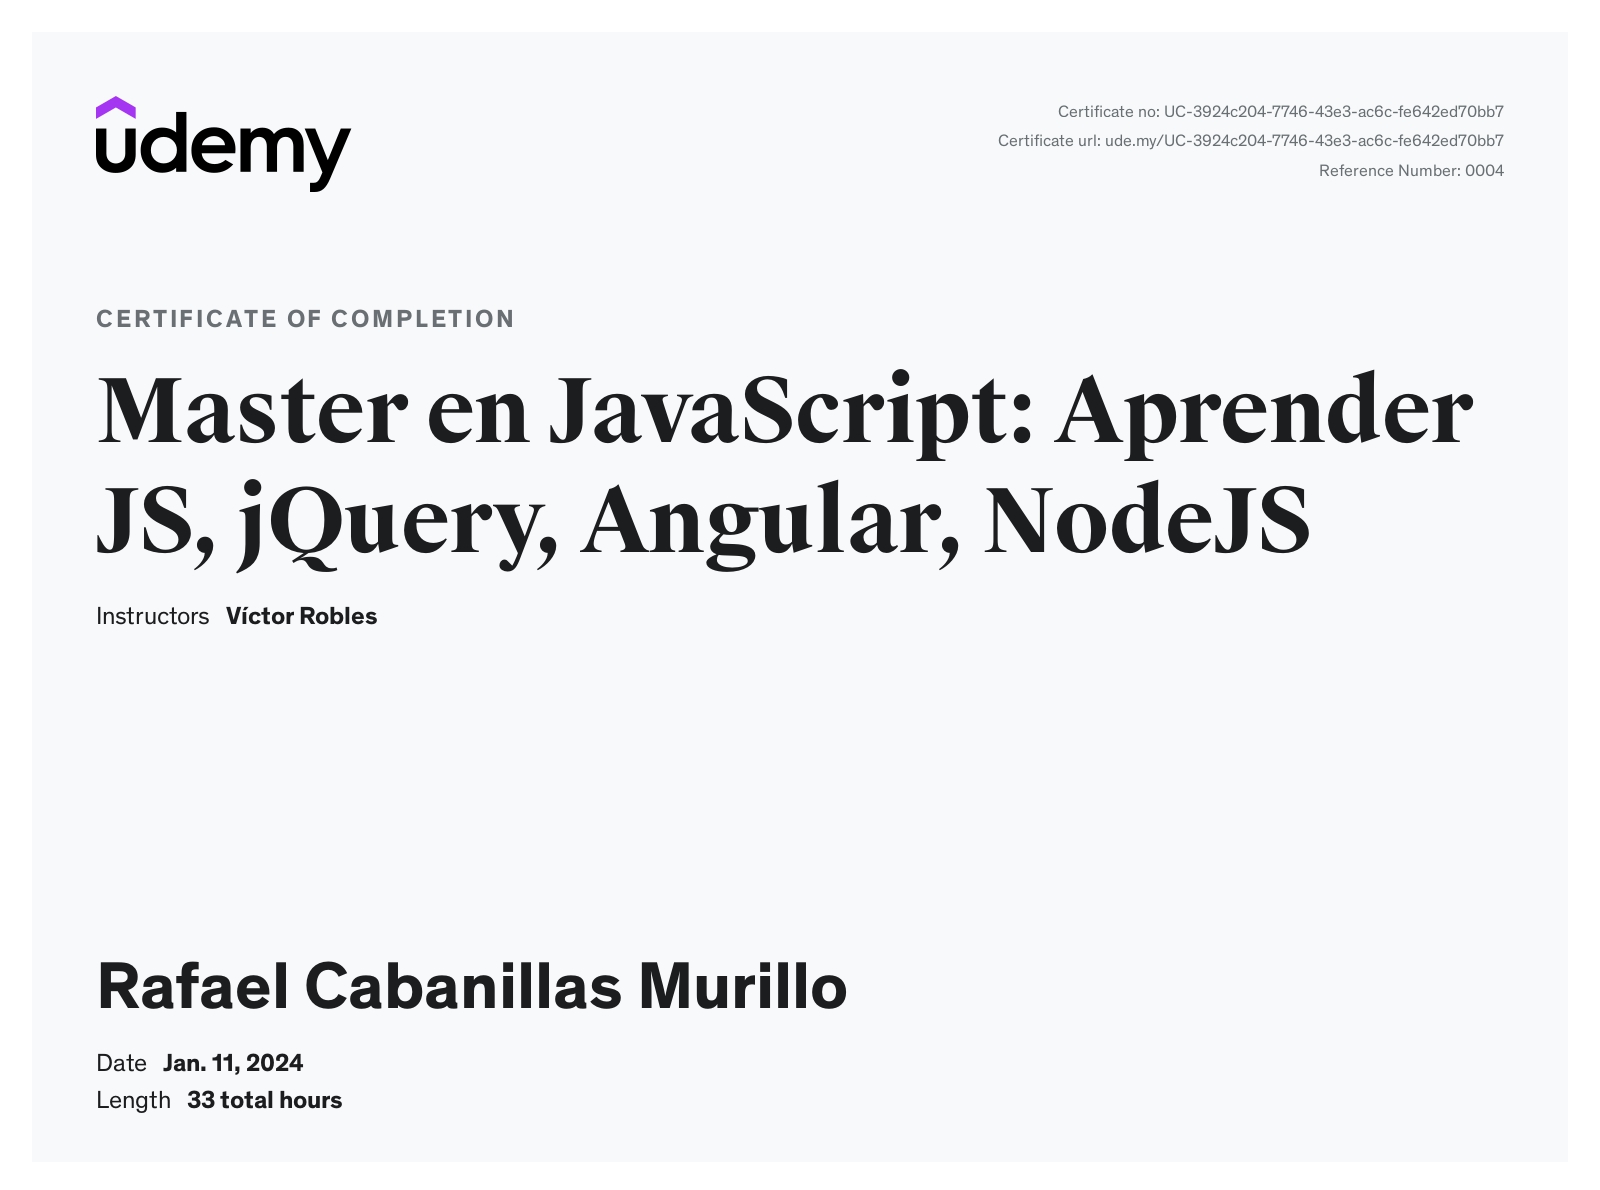 udemy
Certificate no: UC-3924c204-7746-43e3-ac6c-fe642ed70bb7
Certificate url: ude.my/UC-3924c204-7746-43e3-ac6c-fe642ed70bb7
Reference Number: 0004
CERTIFICATE OF COMPLETION
Master en JavaScript: Aprender
JS, jQuery, Angular, NodeJS
Instructors Víctor Robles
Rafael Cabanillas Murillo
Date Jan. 11, 2024
Length 33 total hours